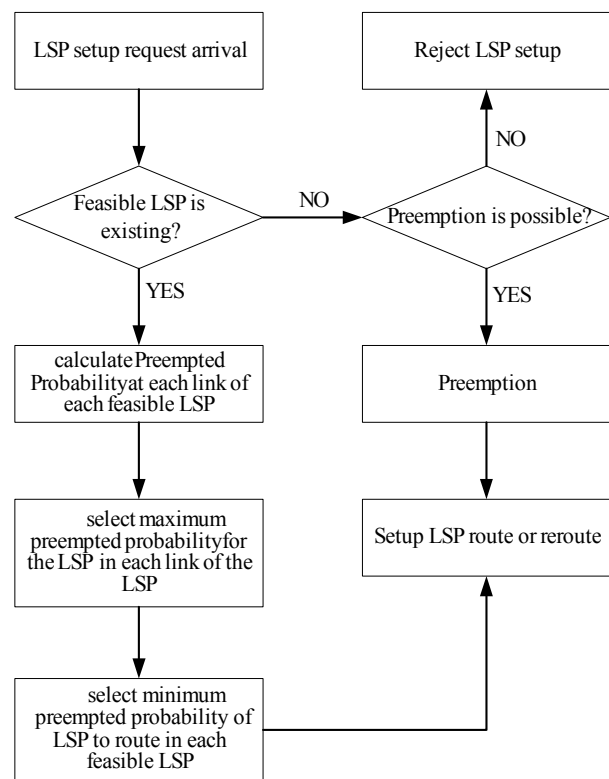 LSP setup request arrival
Reject LSP setup
NO
Feasible LSP is
existing?
NO
Preemption is possible?
YES
YES
calculate Preempted
Probabilityat each link of
each feasible LSP
Preemption
select maximum
preempted probabilityfor
the LSP in each link of the
LSP
Setup LSP route or reroute
select minimum
preempted probability of
LSP to route in each
feasible LSP